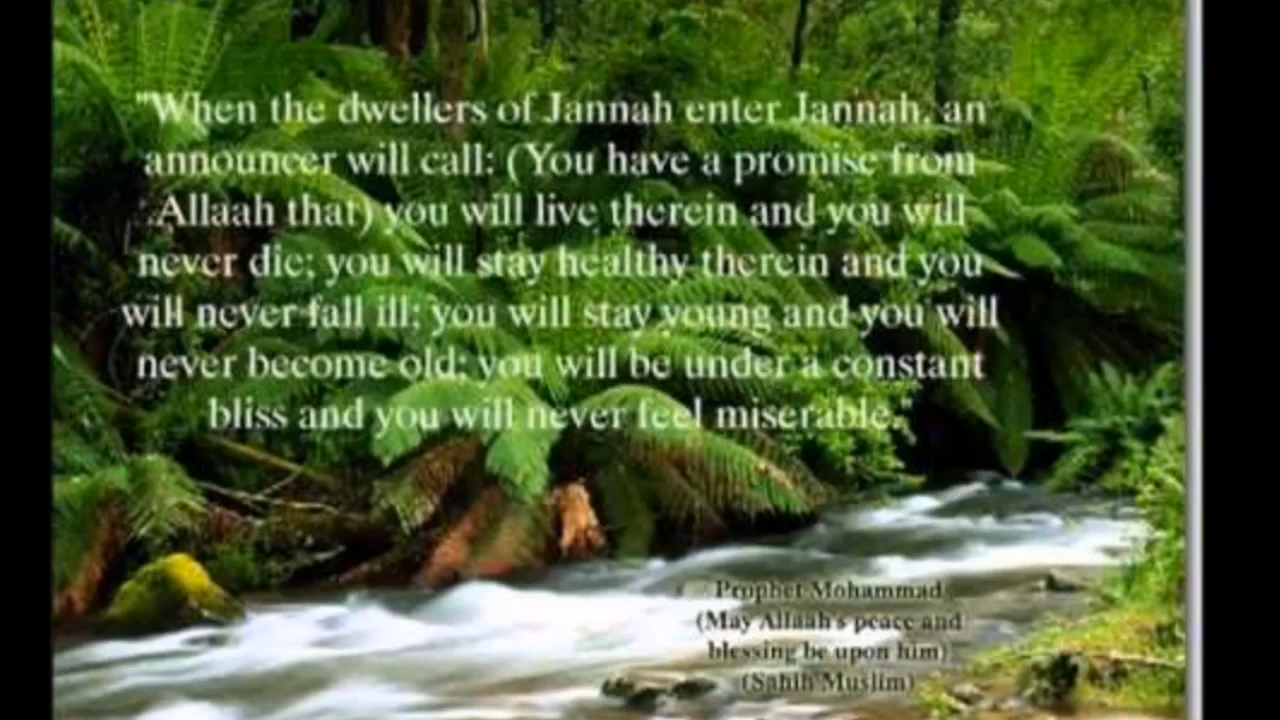 "When the dwellers of Jannah enter Jannah, an
announcer will call: (You have a promise from
Allaah that) you will live therein and you will
never die; you will stay healthy therein and you
will never fall ill; you will stay young and you will
never become old; you will be under a constant
bliss and you will never feel miserable."
Prophet Mohammad
(May Allaah's peace and
blessing be upon him)
(Sahih Muslim)